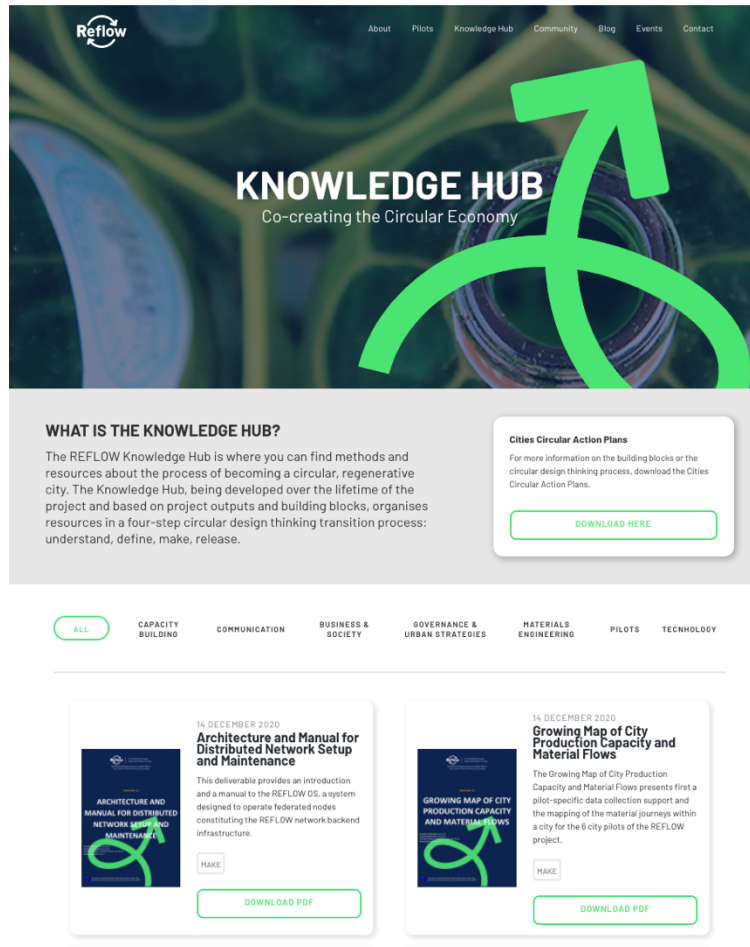 Reflow
About Pilots Knowledge Hub Community Blog Events Contact
KNOWLEDGE HUB
Co-creating the Circular Economy
WHAT IS THE KNOWLEDGE HUB?
The REFLOW Knowledge Hub is where you can find methods and
resources about the process of becoming a circular, regenerative
city. The Knowledge Hub, being developed over the lifetime of the
project and based on project outputs and building blocks, organises
resources in a four-step circular design thinking transition process:
understand, define, make, release.
Cities Circular Action Plans
For more information on the building blocks or the
circular design thinking process, download the Cities
Circular Action Plans.
DOWNLOAD HERE
ALL
CAPACITY
BUILDING
COMMUNICATION
BUSINESS &
SOCIETY
GOVERNANCE &
URBAN STRATEGIES
MATERIALS
ENGINEERING
PILOTS
TECNHOLOGY
ARCHITECTURE AND
MANUAL FOR DISTRIBUTED
NETWORK SETUP AND
MAINTENANCE
14 DECEMBER 2020
Architecture and Manual for
Distributed Network Setup
and Maintenance
This deliverable provides an introduction
and a manual to the REFLOW OS, a system
designed to operate federated nodes
constituting the REFLOW network backend
infrastructure.
MAKE
DOWNLOAD PDF
GROWING MAP OF CITY
PRODUCTION CAPACITY
AND MATERIAL FLOWS
14 DECEMBER 2020
Growing Map of City
Production Capacity and
Material Flows
The Growing Map of City Production
Capacity and Material Flows presents first a
pilot-specific data collection support and
the mapping of the material journeys within
a city for the 6 city pilots of the REFLOW
project.
MAKE
DOWNLOAD PDF